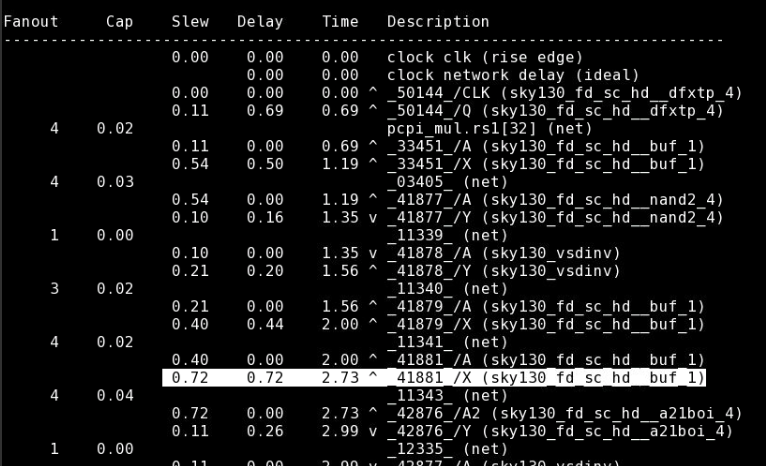 Fanout Cap Slew Delay Time Description
-----------------------------------------------------------------------------
0.00 0.00 0.00 clock clk (rise edge)
0.00 0.00 clock network delay (ideal)
0.00 0.00 0.00 ^ _50144_/CLK (sky130_fd_sc_hd__dfxtp_4)
0.11 0.69 0.69 ^ _50144_/Q (sky130_fd_sc_hd__dfxtp_4)
4 0.02 pcpi_mul.rs1[32] (net)
0.11 0.00 0.69 ^ _33451_/A (sky130_fd_sc_hd__buf_1)
0.54 0.50 1.19 ^ _33451_/X (sky130_fd_sc_hd__buf_1)
4 0.03 _03405_ (net)
0.54 0.00 1.19 ^ _41877_/A (sky130_fd_sc_hd__nand2_4)
0.10 0.16 1.35 v _41877_/Y (sky130_fd_sc_hd__nand2_4)
1 0.00 _11339_ (net)
0.10 0.00 1.35 v _41878_/A (sky130_vsdinv)
0.21 0.20 1.56 ^ _41878_/Y (sky130_vsdinv)
3 0.02 _11340_ (net)
0.21 0.00 1.56 ^ _41879_/A (sky130_fd_sc_hd__buf_1)
0.40 0.44 2.00 ^ _41879_/X (sky130_fd_sc_hd__buf_1)
4 0.02 _11341_ (net)
0.40 0.00 2.00 ^ _41881_/A (sky130_fd_sc_hd__buf_1)
0.72 0.72 2.73 ^ _41881_/X (sky130_fd_sc_hd__buf_1)
4 0.04 _11343_ (net)
0.72 0.00 2.73 ^ _42876_/A2 (sky130_fd_sc_hd__a21boi_4)
0.11 0.26 2.99 v _42876_/Y (sky130_fd_sc_hd__a21boi_4)
1 0.00 _12335_ (net)
0.11 0.00 2.99 v _42877_/A (sky130_vsdinv)